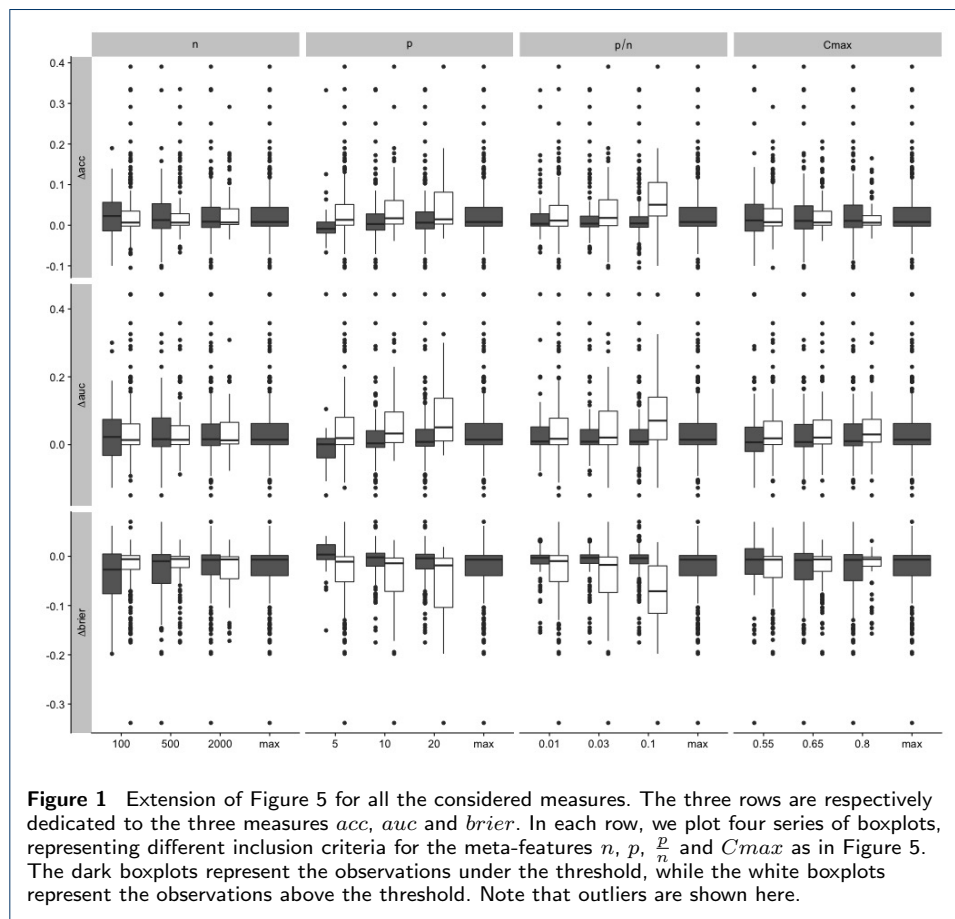 n p p/n Cmax
0.4
0.3
0.2
0.1
0.0
-0.1
Δacc
0.4
0.2
0.0
Δauc
0.0
-0.1
-0.2
-0.3
Δbrier
100 500 2000 max 5 10 20 max 0.01 0.03 0.1 max 0.55 0.65 0.8 max
Figure 1 Extension of Figure 5 for all the considered measures. The three rows are respectively
dedicated to the three measures acc, auc and brier. In each row, we plot four series of boxplots,
representing different inclusion criteria for the meta-features n, p, p/n and Cmax as in Figure 5.
The dark boxplots represent the observations under the threshold, while the white boxplots
represent the observations above the threshold. Note that outliers are shown here.